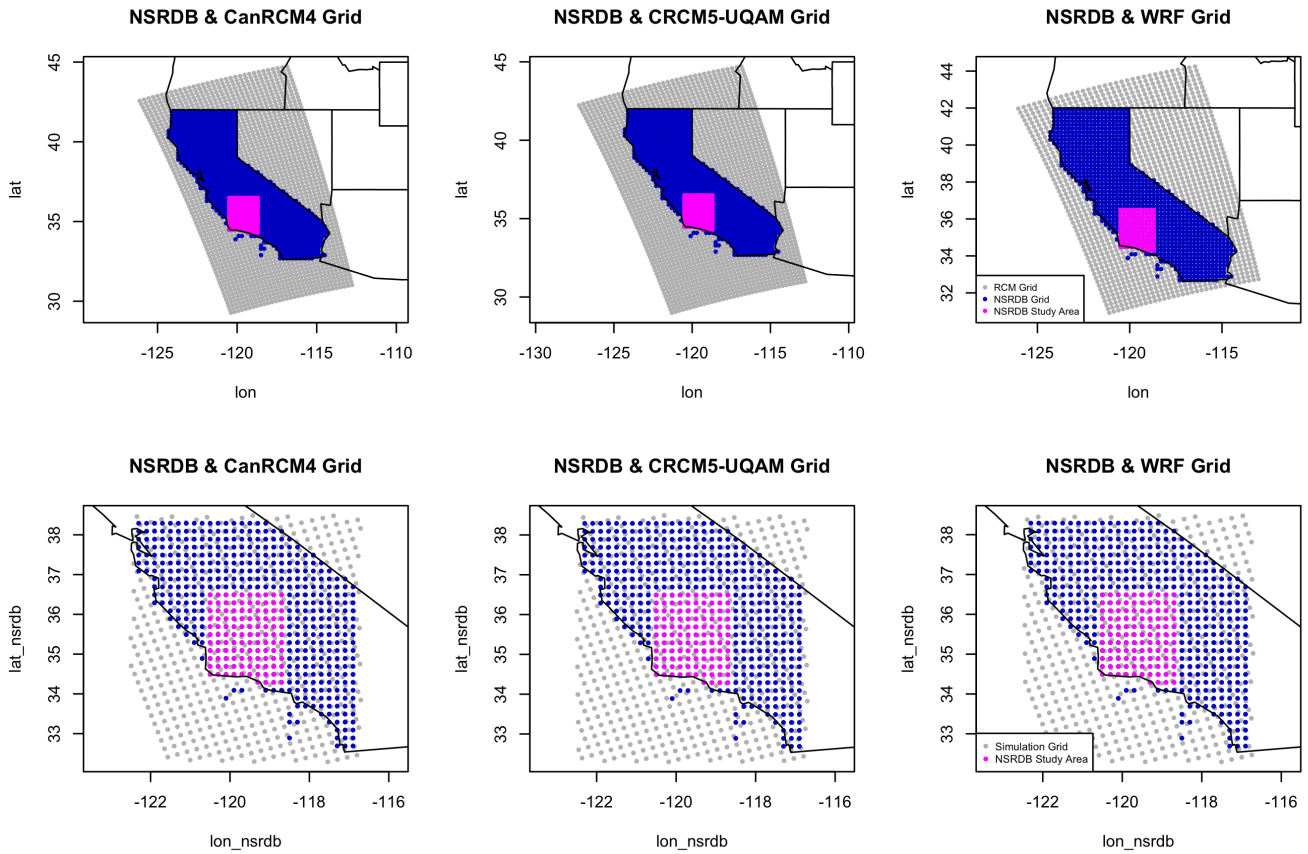 NSRDB & CanRCM4 Grid
lat
45
40
35
30
-125
-120
-115
-110
lon
NSRDB & CRCM5-UQAM Grid
lat
45
40
35
30
-130
-125
-120
-115
-110
lon
NSRDB & WRF Grid
lat
44
42
40
38
36
34
32
RCM Grid
NSRDB Grid
NSRDB Study Area
-125
-120
-115
lon
NSRDB & CanRCM4 Grid
lat_nsrdb
38
37
36
35
34
33
-122
-120
-118
-116
lon_nsrdb
NSRDB & CRCM5-UQAM Grid
lat_nsrdb
38
37
36
35
34
33
-122
-120
-118
-116
lon_nsrdb
NSRDB & WRF Grid
lat_nsrdb
38
37
36
35
34
33
Simulation Grid
NSRDB Study Area
-122
-120
-118
-116
lon_nsrdb